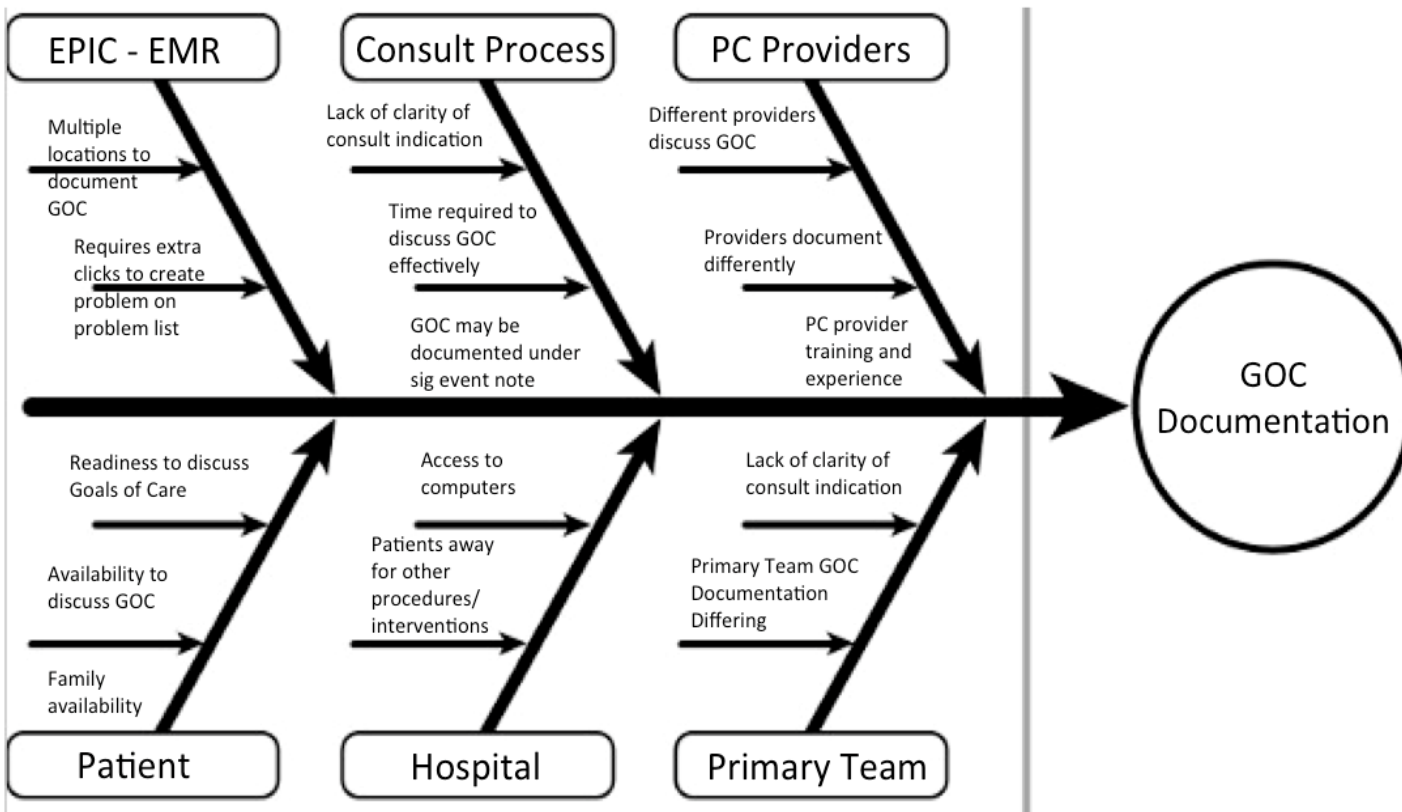 EPIC - EMR
Consult Process
PC Providers
Multiple
locations to
document
GOC
Requires extra
clicks to create
problem on
problem list
Lack of clarity of
consult indication
Time required to
discuss GOC
effectively
GOC may be
documented under
sig event note
Different providers
discuss GOC
Providers document
differently
PC provider
training and
experience
GOC
Documentation
Readiness to discuss
Goals of Care
Availability to
discuss GOC
Family
availability
Access to
computers
Patients away
for other
procedures/
interventions
Lack of clarity of
consult indication
Primary Team GOC
Documentation
Differing
Patient
Hospital
Primary Team